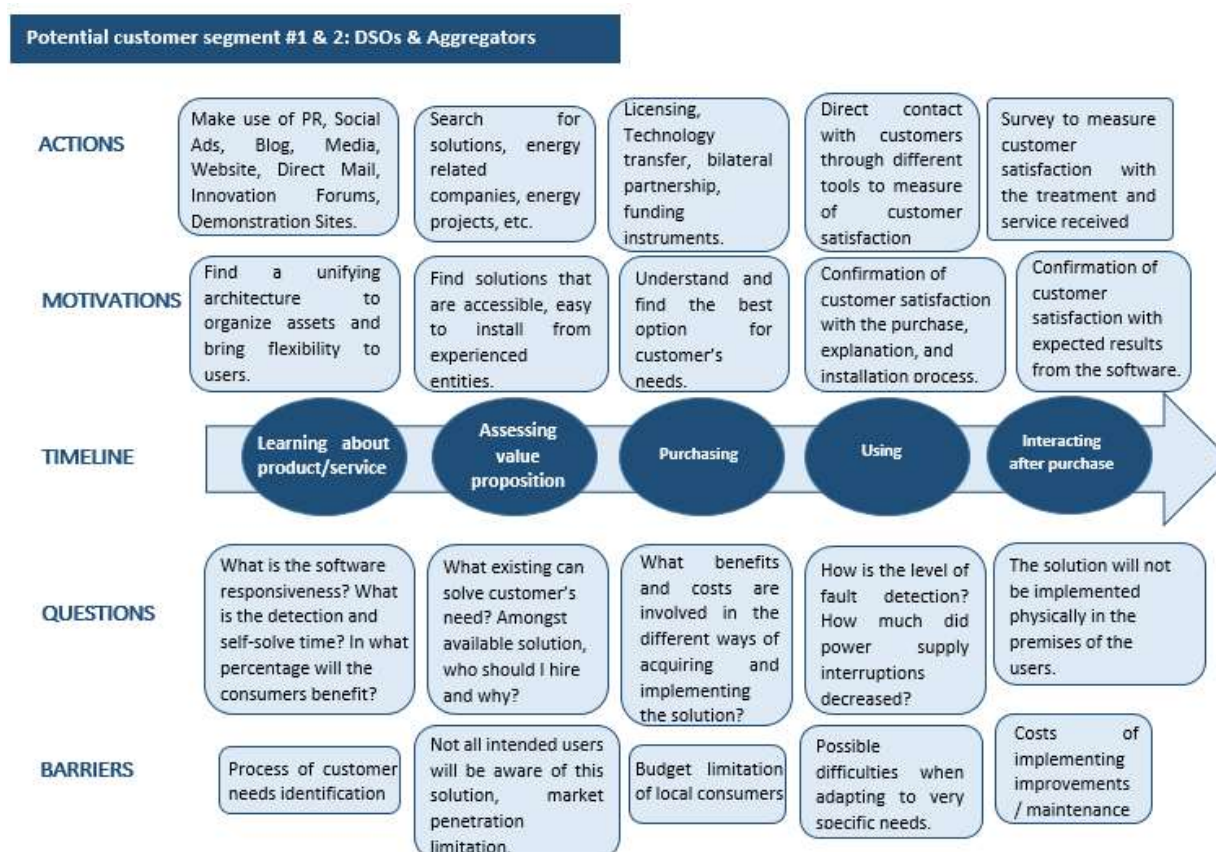 Potential customer segment #1 & 2: DSOs & Aggregators
ACTIONS
Make use of PR, Social
Ads, Blog, Media,
Website, Direct Mail,
Innovation Forums,
Demonstration Sites.
Search for
solutions, energy
related
companies, energy
projects, etc.
Licensing,
Technology
transfer, bilateral
partnership,
funding
instruments.
Direct contact
with customers
through different
tools to measure
of customer
satisfaction
Survey to measure
customer
satisfaction with
the treatment and
service received
MOTIVATIONS
Find a unifying
architecture to
organize assets and
bring flexibility to
users.
Find solutions that
are accessible, easy
to install from
experienced
entities.
Understand and
find the best
option for
customer's
needs.
Confirmation of
customer satisfaction
with the purchase,
explanation, and
installation process.
Confirmation of
customer
satisfaction with
expected results
from the software.
TIMELINE
Learning about
product/service
Assessing
value
proposition
Purchasing
Using
Interacting
after purchase
QUESTIONS
What is the software
responsiveness? What
is the detection and
self-solve time? In what
percentage will the
consumers benefit?
What existing can
solve customer's
need? Amongst
available solution,
who should I hire
and why?
What benefits
and costs are
involved in the
different ways of
acquiring and
implementing
the solution?
How is the level of
fault detection?
How much did
power supply
interruptions
decreased?
The solution will not
be implemented
physically in the
premises of the
users.
BARRIERS
Process of customer
needs identification
Not all intended users
will be aware of this
solution, market
penetration
limitation.
Budget limitation
of local consumers
Possible
difficulties when
adapting to very
specific needs.
Costs of
implementing
improvements
/ maintenance